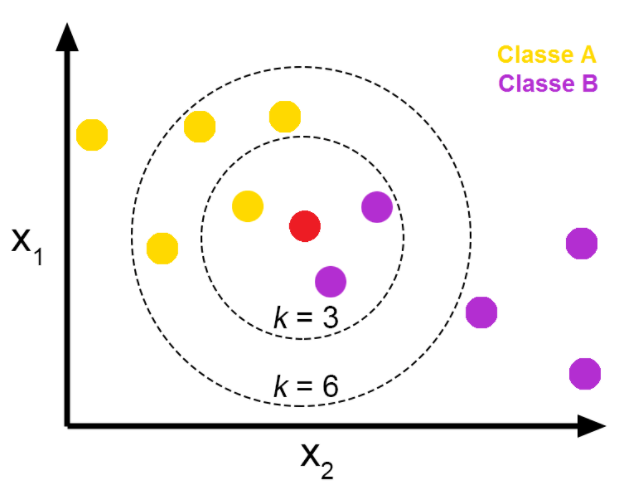 Classe A
Classe B
x₁
k = 3
k = 6
x₂